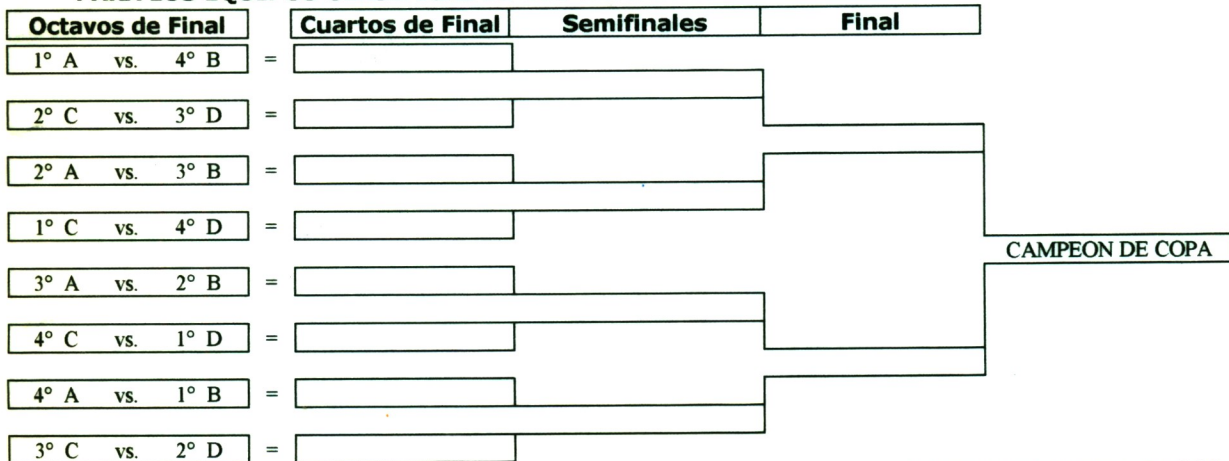 Octavos de Final Cuartos de Final Semifinales Final
1° A vs. 4° B =
2° C vs. 3° D =
2° A vs. 3° B =
1° C vs. 4° D =
CAMPEON DE COPA
3° A vs. 2° B =
4° C vs. 1° D =
4° A vs. 1° B =
3° C vs. 2° D =